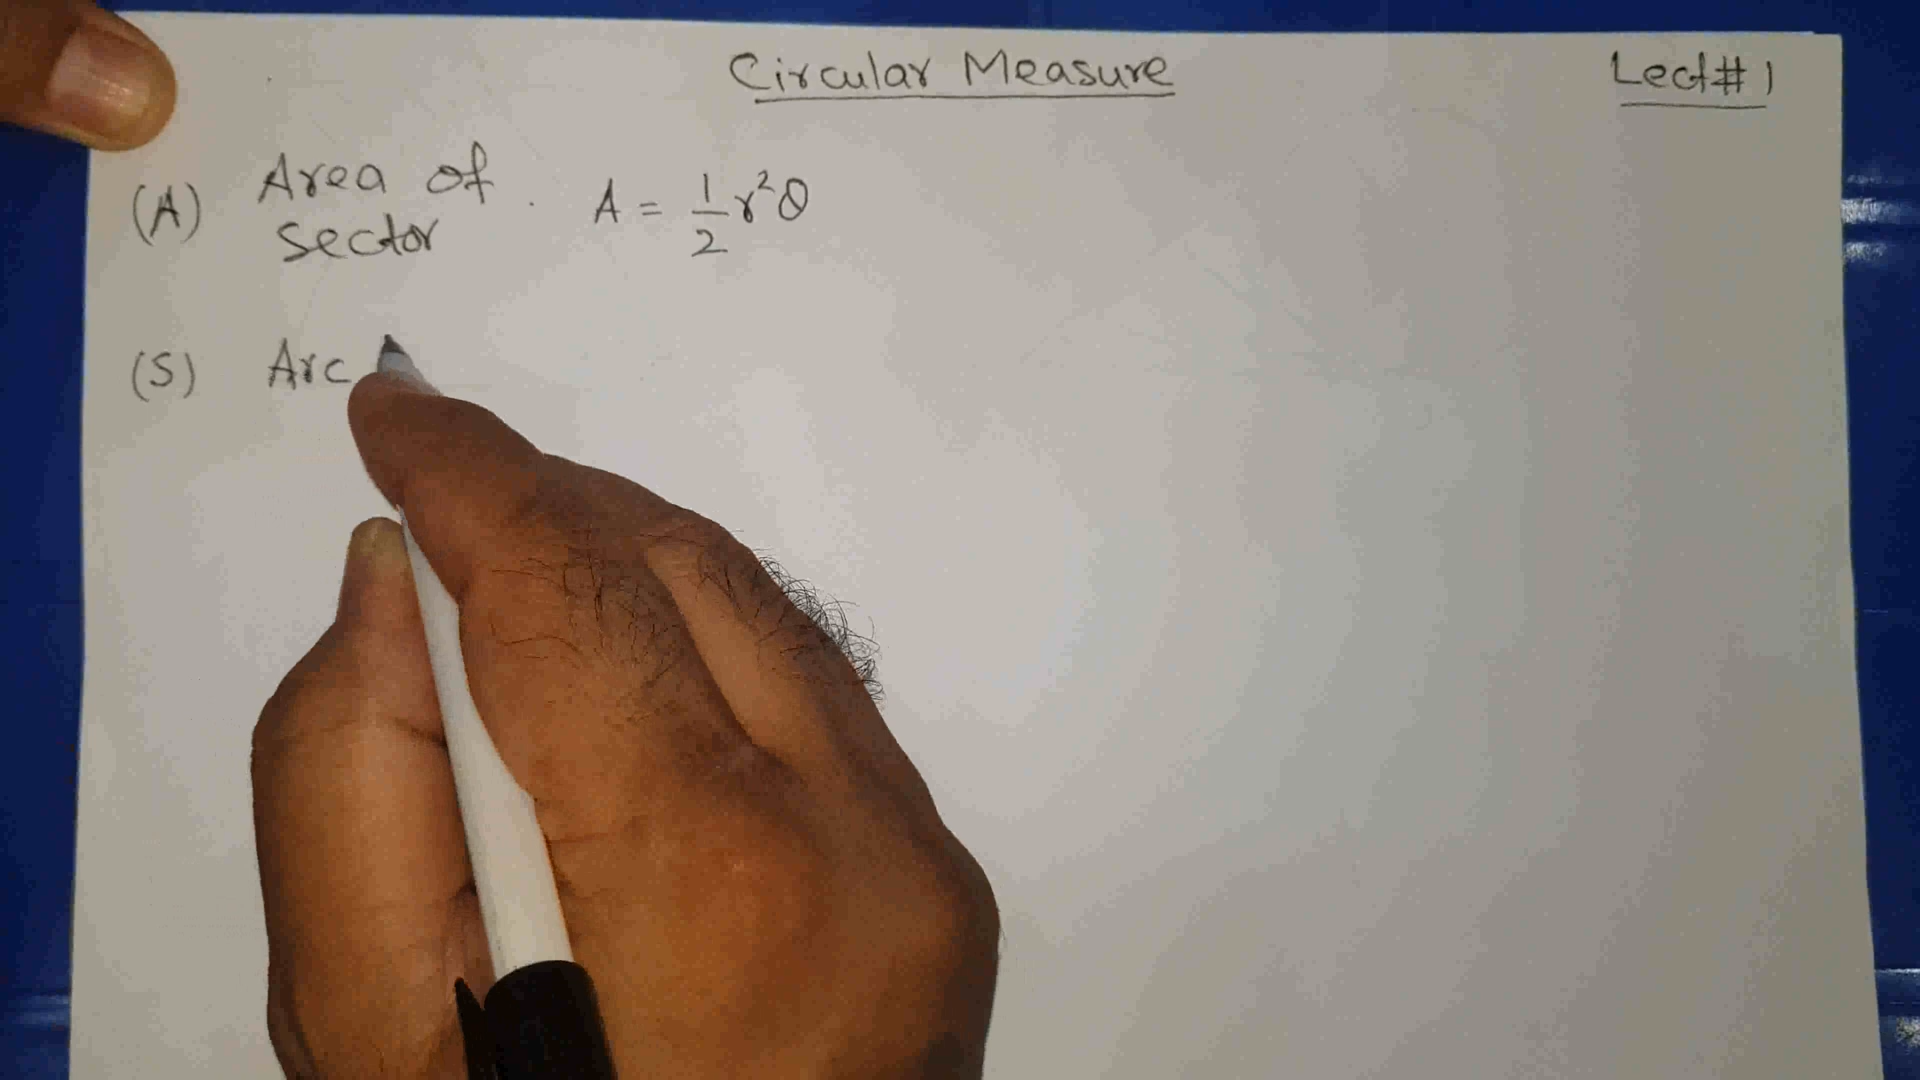 Circular Measure
Lect# 1
(A) Area of sector. A = 1/2 r²θ
(S) Arc